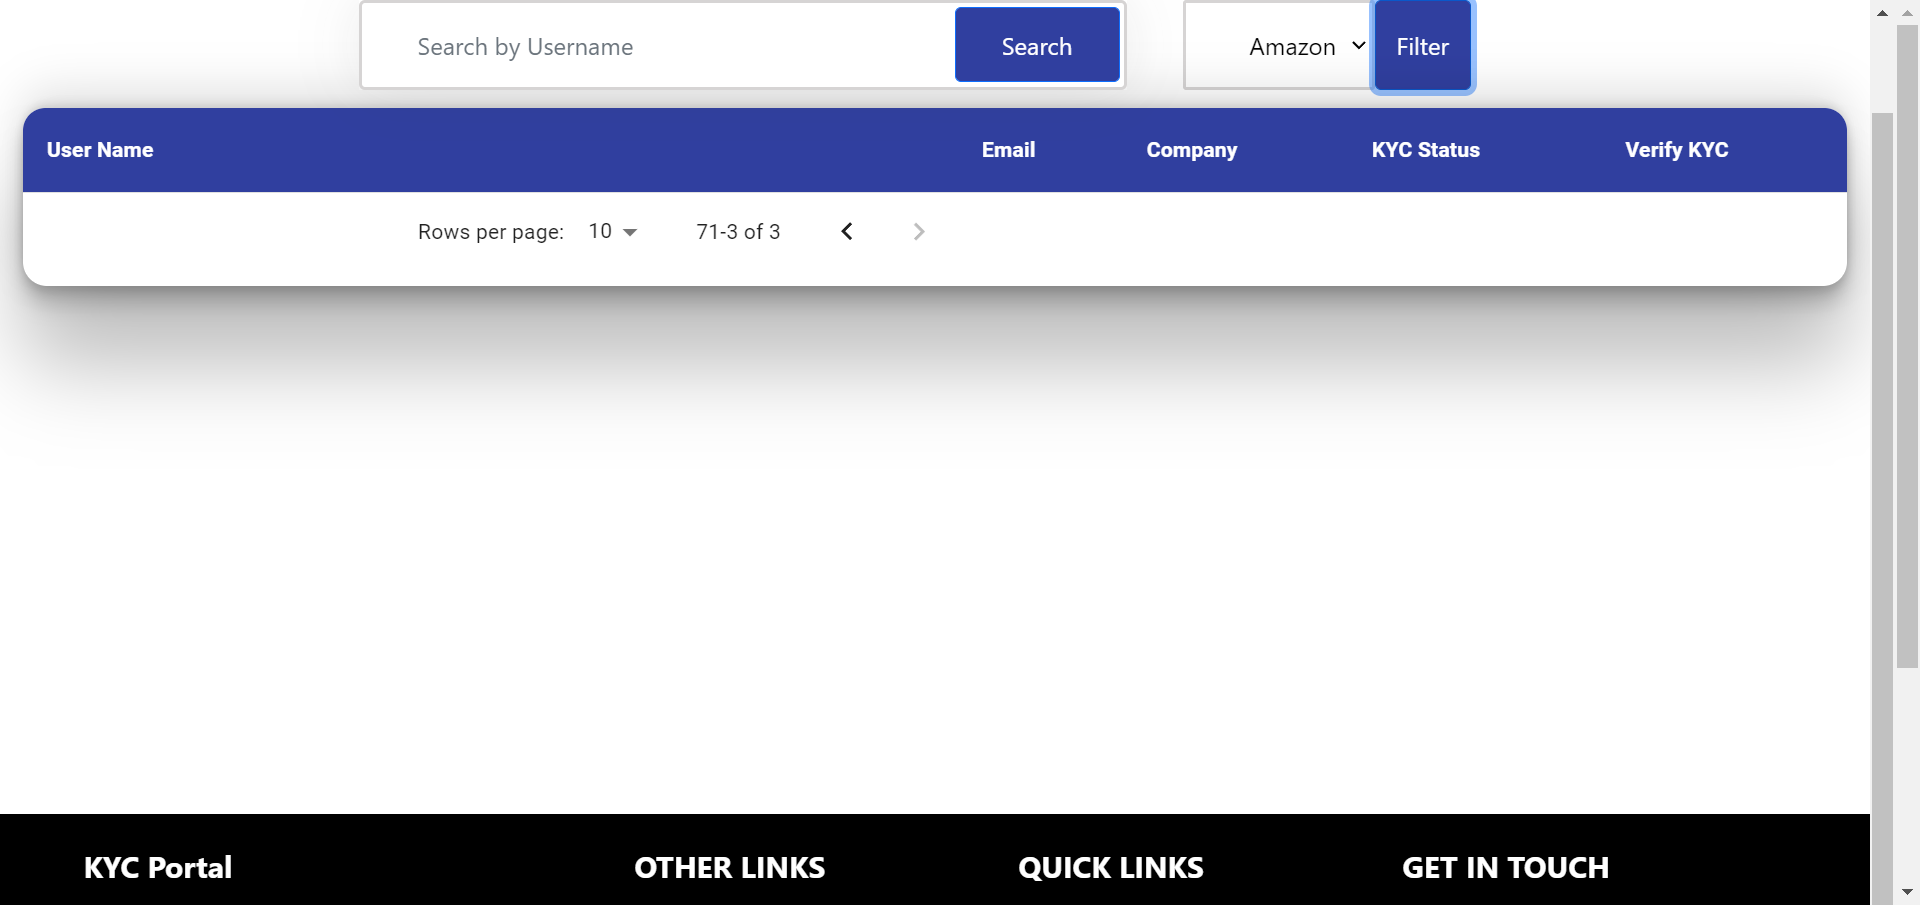 Search by Username Search Amazon Filter
User Name Email Company KYC Status Verify KYC
Rows per page: 10 71-3 of 3
KYC Portal OTHER LINKS QUICK LINKS GET IN TOUCH